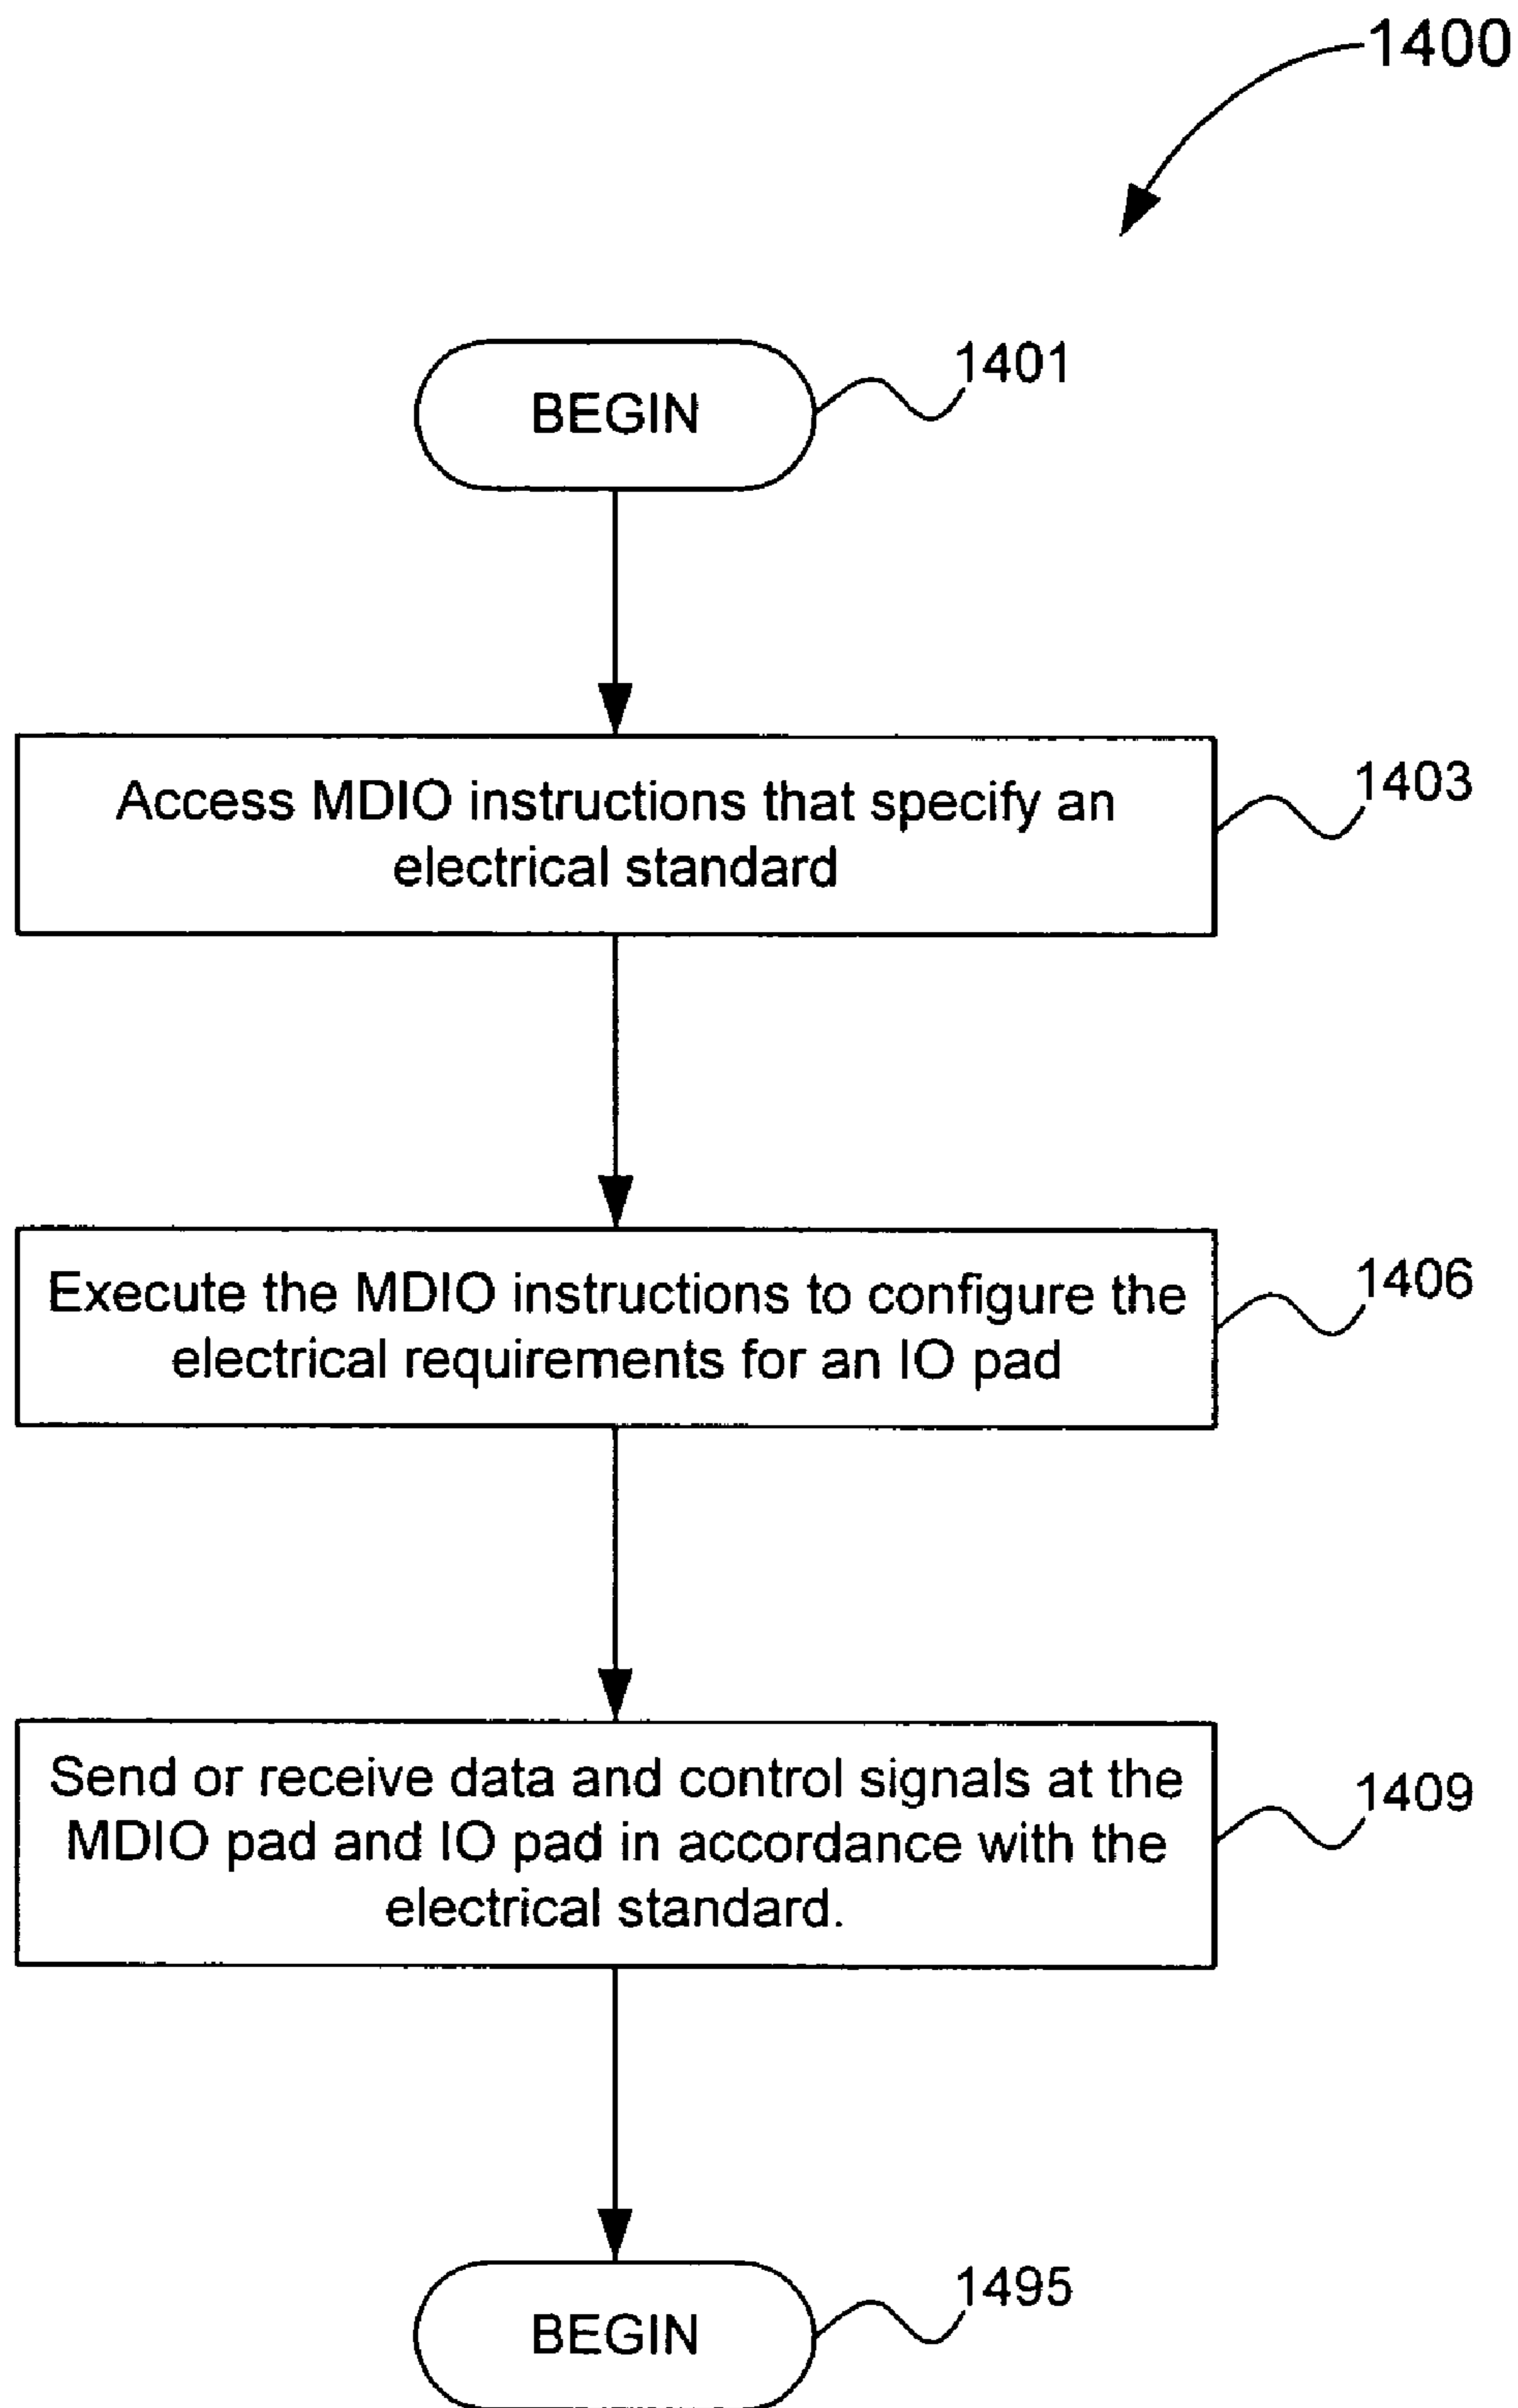 1400
BEGIN
1401
Access MDIO instructions that specify an
electrical standard
1403
Execute the MDIO instructions to configure the
electrical requirements for an IO pad
1406
Send or receive data and control signals at the
MDIO pad and IO pad in accordance with the
electrical standard.
1409
BEGIN
1495